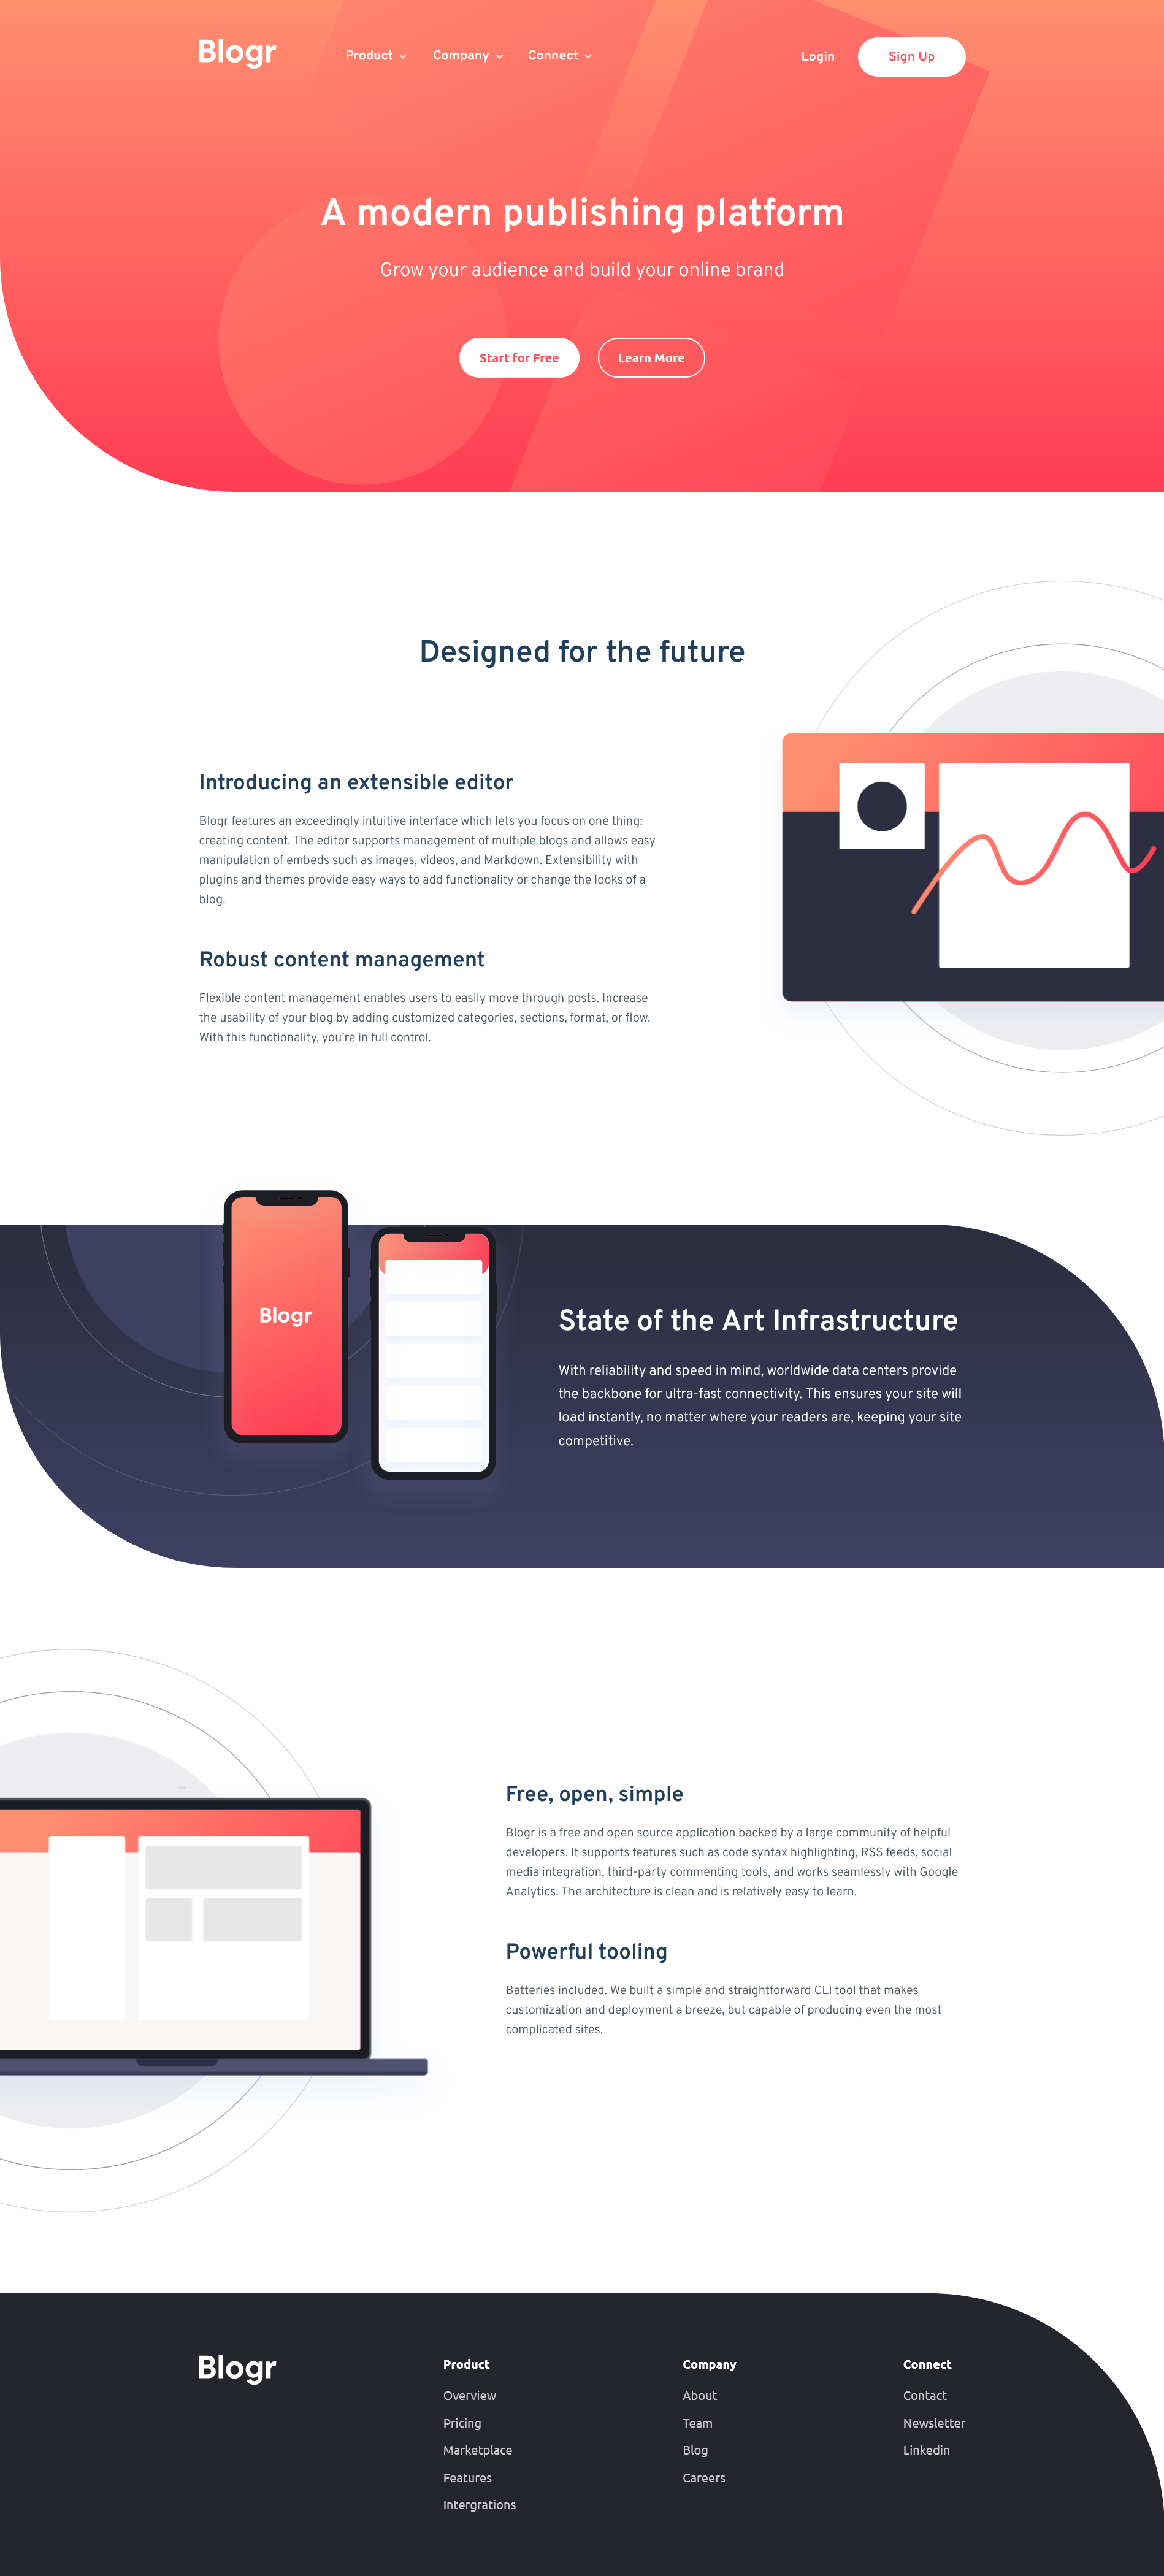 Blogr
Product
Company
Connect
Login
Sign Up
A modern publishing platform
Grow your audience and build your online brand
Start for Free
Learn More
Designed for the future
Introducing an extensible editor
Blogr features an exceedingly intuitive interface which lets you focus on one thing:
creating content. The editor supports management of multiple blogs and allows easy
manipulation of embeds such as images, videos, and Markdown. Extensibility with
plugins and themes provide easy ways to add functionality or change the looks of a
blog.
Robust content management
Flexible content management enables users to easily move through posts. Increase
the usability of your blog by adding customized categories, sections, format, or flow.
With this functionality, you’re in full control.
Blogr
State of the Art Infrastructure
With reliability and speed in mind, worldwide data centers provide
the backbone for ultra-fast connectivity. This ensures your site will
load instantly, no matter where your readers are, keeping your site
competitive.
Free, open, simple
Blogr is a free and open source application backed by a large community of helpful
developers. It supports features such as code syntax highlighting, RSS feeds, social
media integration, third-party commenting tools, and works seamlessly with Google
Analytics. The architecture is clean and is relatively easy to learn.
Powerful tooling
Batteries included. We built a simple and straightforward CLI tool that makes
customization and deployment a breeze, but capable of producing even the most
complicated sites.
Blogr
Product
Overview
Pricing
Marketplace
Features
Intergrations
Company
About
Team
Blog
Careers
Connect
Contact
Newsletter
Linkedin